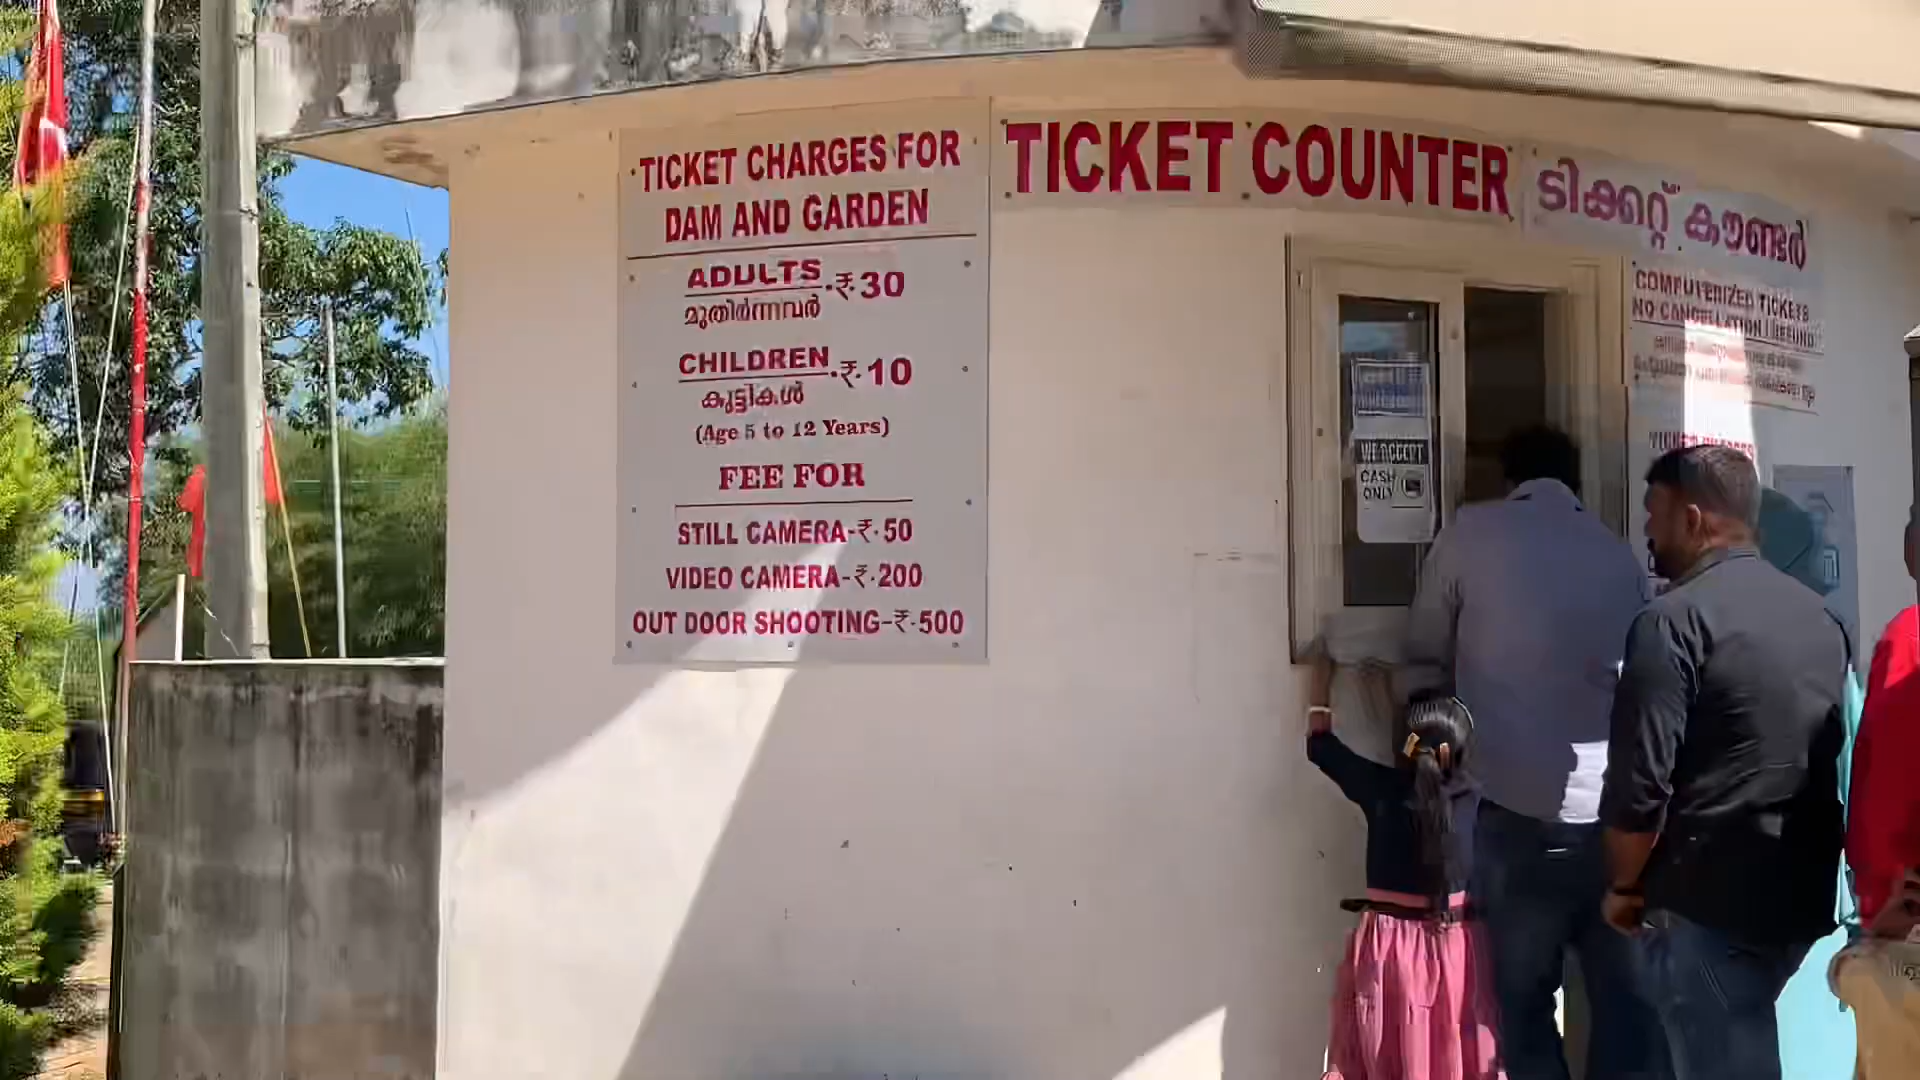 TICKET CHARGES FOR
DAM AND GARDEN
ADULTS
മുതിർന്നവർ
-₹30
CHILDREN
കുട്ടികൾ
-₹.10
(Age 5 to 12 Years)
FEE FOR
STILL CAMERA-₹.50
VIDEO CAMERA-₹.200
OUT DOOR SHOOTING-₹.500
TICKET COUNTER
ടിക്കറ്റ് കൗണ്ടർ
COMPUTERIZED TICKETS
NO CANCELLATION / REFUND
WE ACCEPT
CASH
ONLY